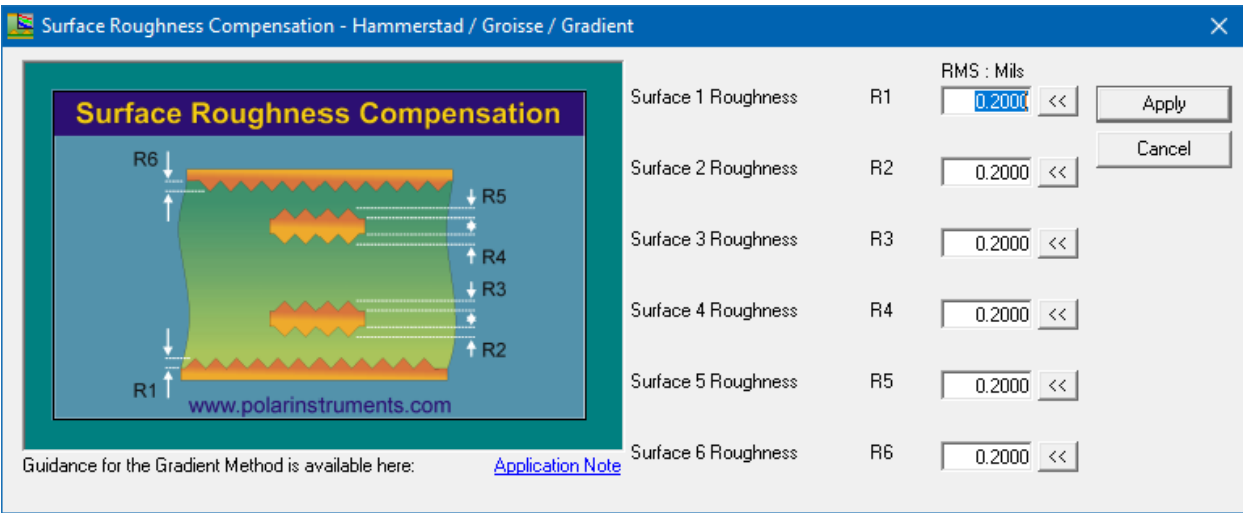 Surface Roughness Compensation - Hammerstad / Groisse / Gradient
Surface Roughness Compensation
R6
R5
R4
R3
R2
R1
www.polarinstruments.com
Guidance for the Gradient Method is available here: Application Note
RMS : Mils
Surface 1 Roughness R1 0.2000 <<
Surface 2 Roughness R2 0.2000 <<
Surface 3 Roughness R3 0.2000 <<
Surface 4 Roughness R4 0.2000 <<
Surface 5 Roughness R5 0.2000 <<
Surface 6 Roughness R6 0.2000 <<
Apply
Cancel